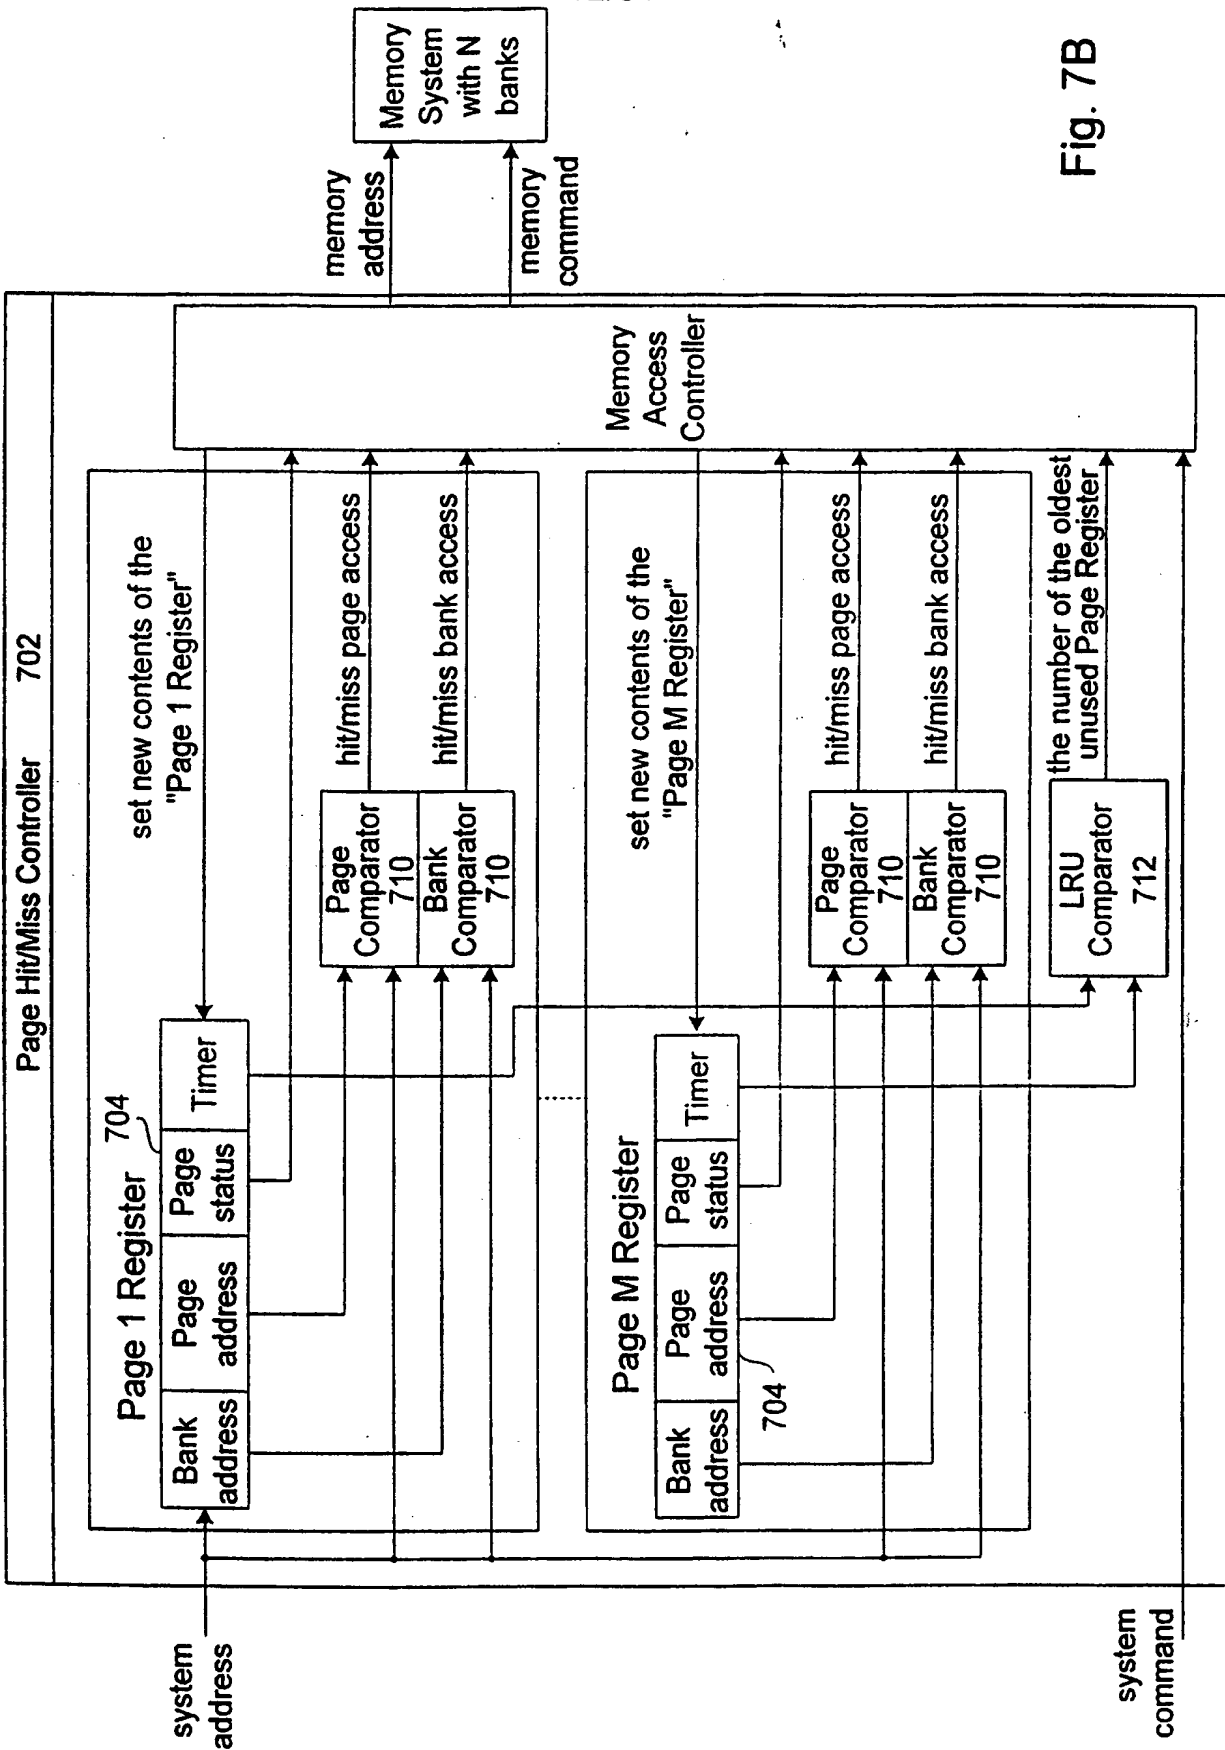 Page Hit/Miss Controller 702
system
address
Page 1 Register
704
Bank
address
Page
address
Page
status
Timer
set new contents of the
"Page 1 Register"
Page
Comparator
710
Bank
Comparator
710
hit/miss page access
hit/miss bank access
Page M Register
704
Bank
address
Page
address
Page
status
Timer
set new contents of the
"Page M Register"
Page
Comparator
710
Bank
Comparator
710
hit/miss page access
hit/miss bank access
LRU
Comparator
712
the number of the oldest
unused Page Register
Memory
Access
Controller
memory
address
memory
command
Memory
System
with N
banks
system
command
Fig. 7B